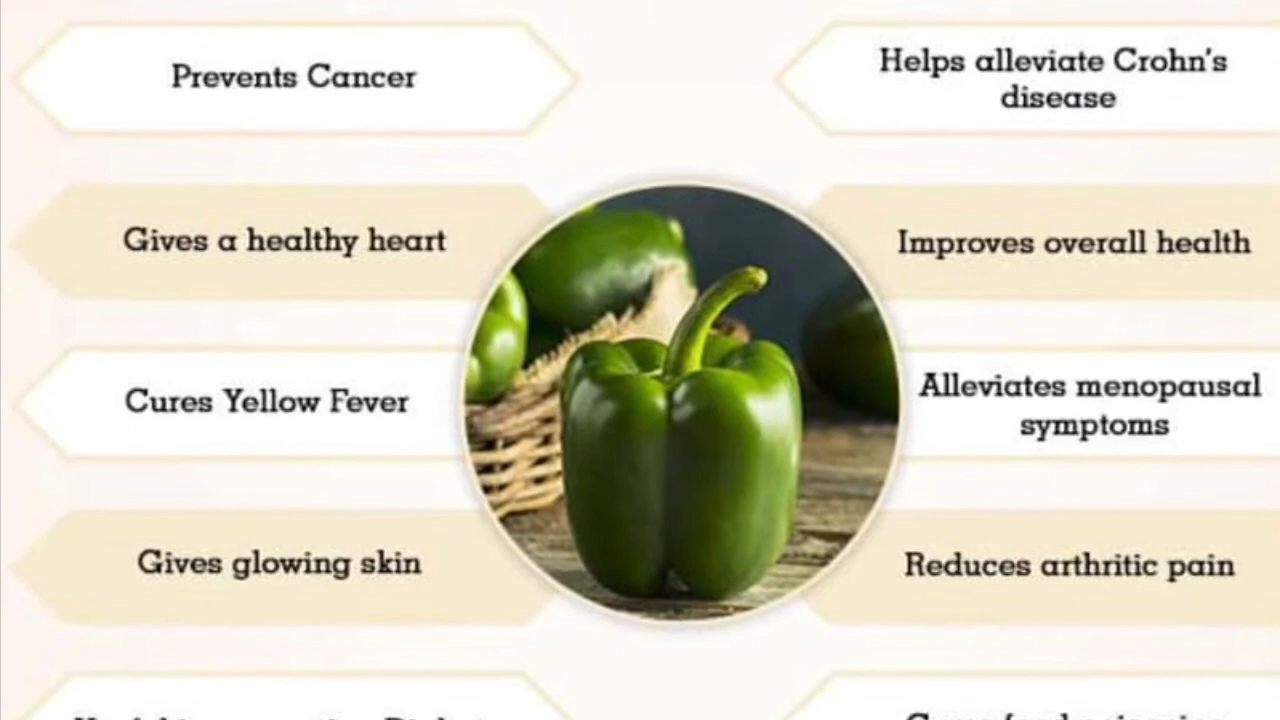 Prevents Cancer
Helps alleviate Crohn's
disease
Gives a healthy heart
Improves overall health
Cures Yellow Fever
Alleviates menopausal
symptoms
Gives glowing skin
Reduces arthritic pain